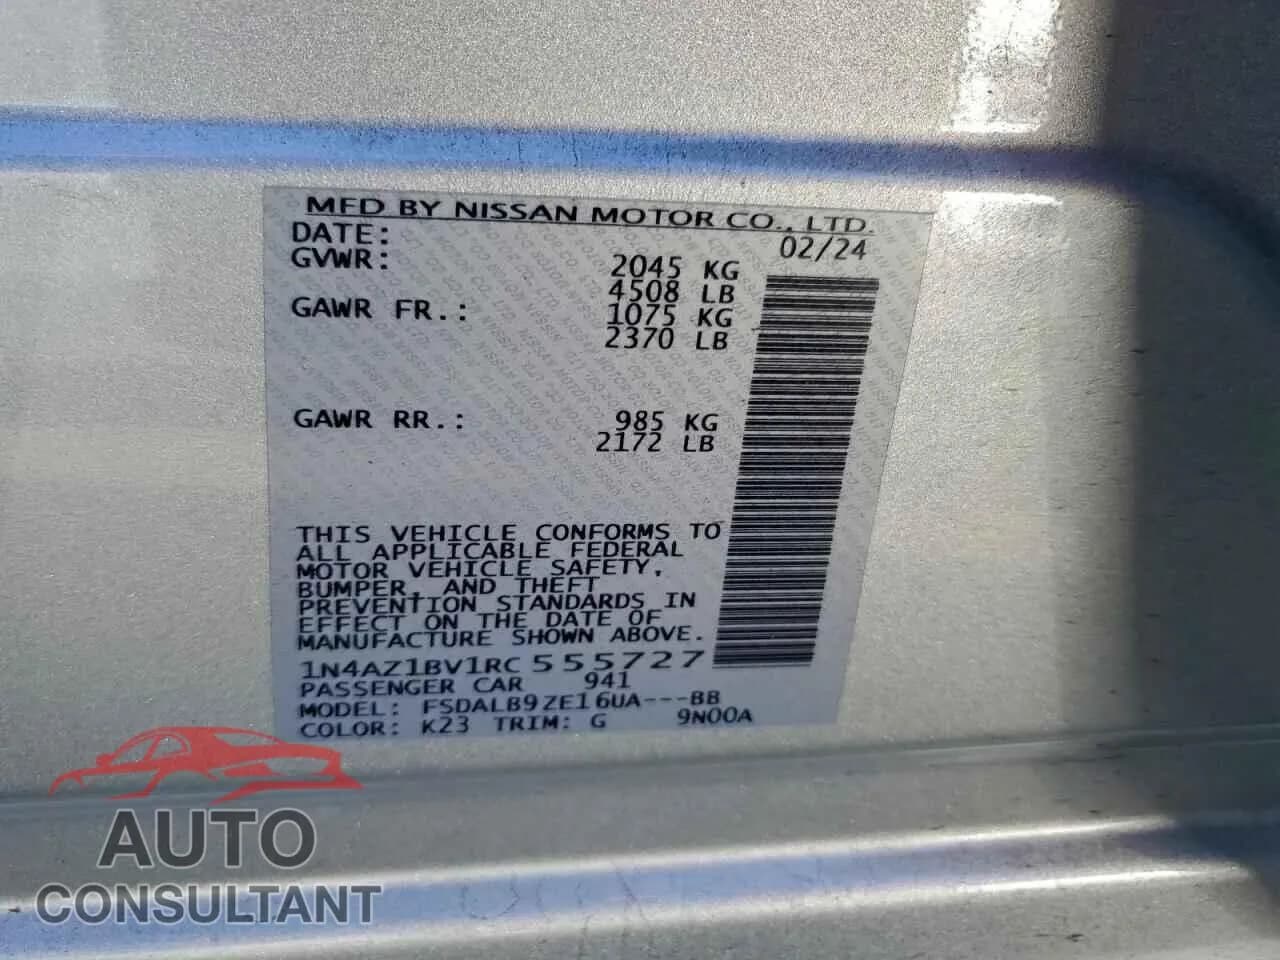 MFD BY NISSAN MOTOR CO., LTD.
DATE: 02/24
GVWR: 2045 KG
4508 LB
GAWR FR.: 1075 KG
2370 LB
GAWR RR.: 985 KG
2172 LB
THIS VEHICLE CONFORMS TO
ALL APPLICABLE FEDERAL
MOTOR VEHICLE SAFETY,
BUMPER, AND THEFT
PREVENTION STANDARDS IN
EFFECT ON THE DATE OF
MANUFACTURE SHOWN ABOVE.
1N4AZ1BV1RC555727
PASSENGER CAR 941
MODEL: FSDALB9ZE16UA---BB
COLOR: K23 TRIM: G 9N00A
AUTO
CONSULTANT